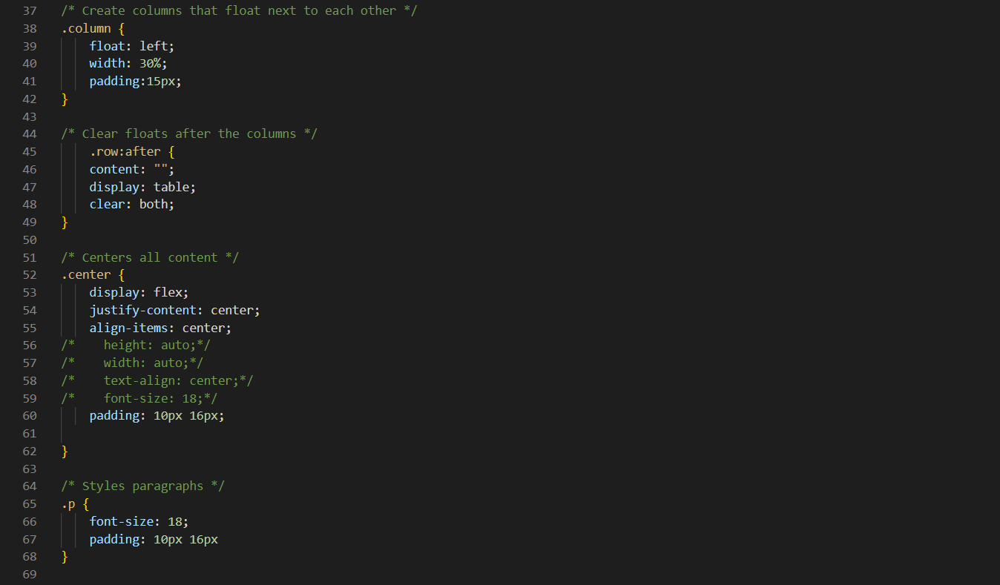 37 /* Create columns that float next to each other */
38 .column {
39     float: left;
40     width: 30%;
41     padding:15px;
42 }
43
44 /* Clear floats after the columns */
45     .row:after {
46     content: "";
47     display: table;
48     clear: both;
49 }
50
51 /* Centers all content */
52 .center {
53     display: flex;
54     justify-content: center;
55     align-items: center;
56 /*    height: auto;*/
57 /*    width: auto;*/
58 /*    text-align: center;*/
59 /*    font-size: 18;*/
60     padding: 10px 16px;
61
62 }
63
64 /* Styles paragraphs */
65 .p {
66     font-size: 18;
67     padding: 10px 16px
68 }
69